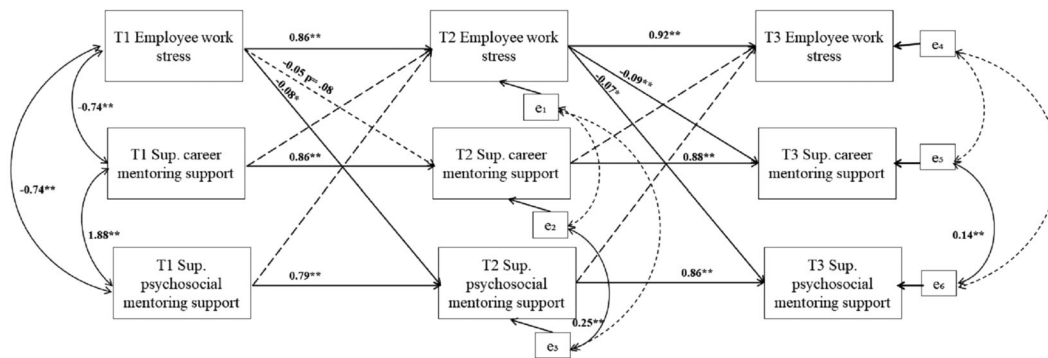 T1 Employee work
stress
0.86**
T2 Employee work
stress
0.92**
T3 Employee work
stress
e4
-0.05 p=.08
-0.08*
-0.09**
-0.07*
e1
-0.74**
T1 Sup. career
mentoring support
0.86**
T2 Sup. career
mentoring support
0.88**
T3 Sup. career
mentoring support
e5
-0.74**
1.88**
e2
0.14**
T1 Sup.
psychosocial
mentoring support
0.79**
T2 Sup.
psychosocial
mentoring support
0.86**
T3 Sup.
psychosocial
mentoring support
e6
0.25**
e3